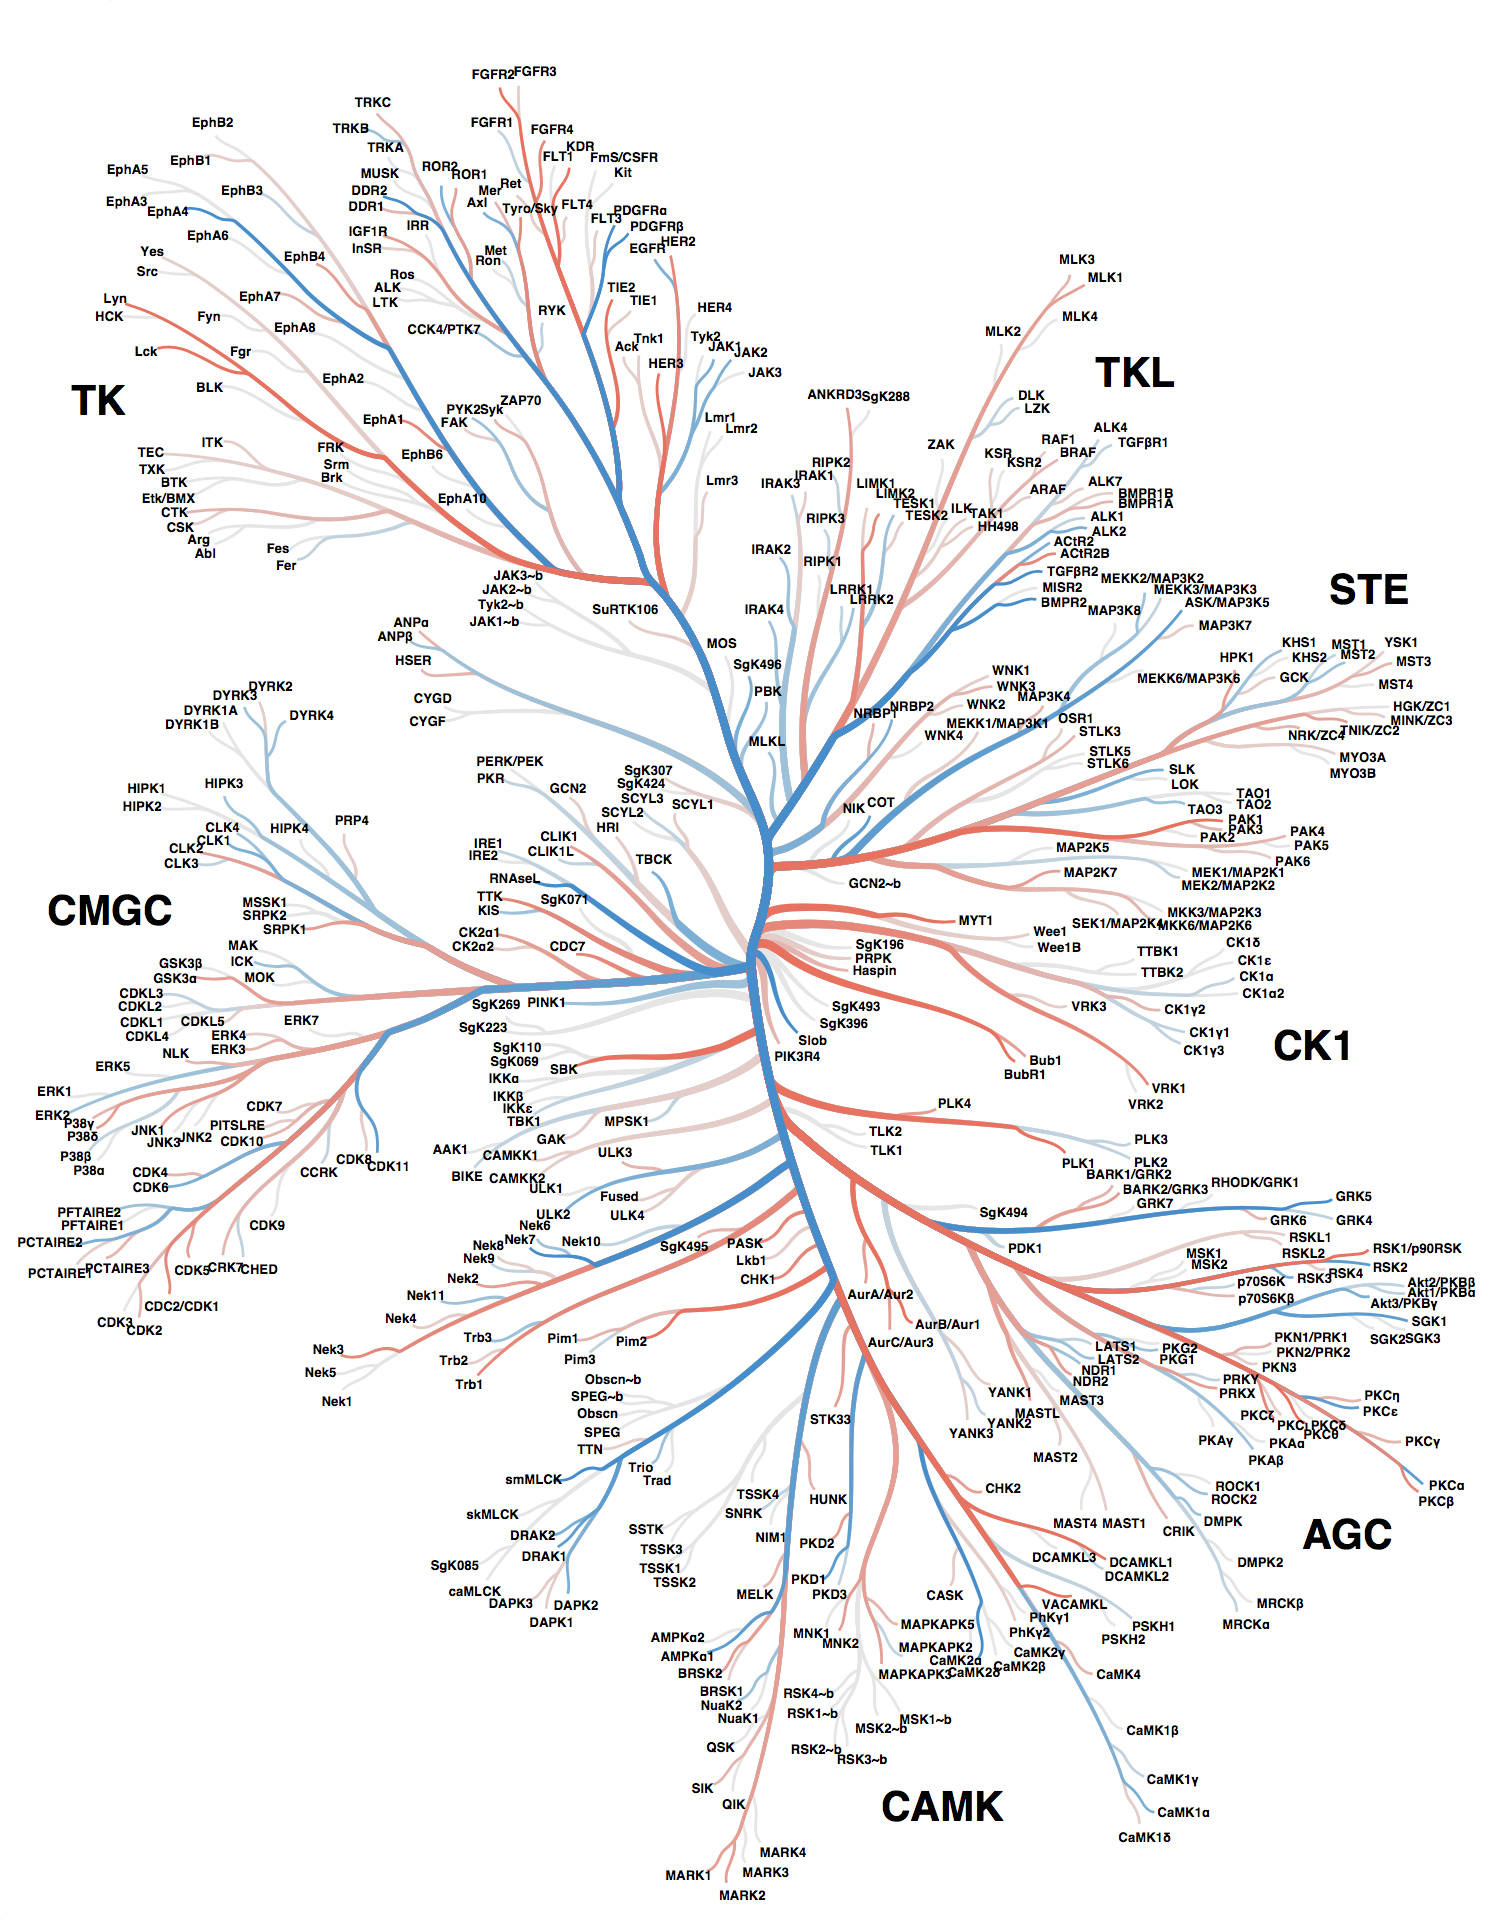 FGFR2
FGFR3
TRKC
EphB2
TRKB
FGFR1
FGFR4
TRKA
KDR
FLT1
FmS/CSFR
EphB1
EphA5
MUSK
ROR2
ROR1
Kit
EphB3
DDR2
Mer
Ret
EphA3
EphA4
DDR1
Axl
Tyro/Sky
FLT4
PDGFRα
FLT3
PDGFRβ
EphA6
IGF1R
IRR
HER2
Yes
InSR
EGFR
EphB4
Met
Ron
MLK3
Src
Ros
MLK1
ALK
TIE2
Lyn
EphA7
LTK
TIE1
HER4
HCK
Fyn
RYK
MLK4
EphA8
CCK4/PTK7
MLK2
Tnk1
Tyk2
Lck
Fgr
Ack
JAK1
JAK2
HER3
JAK3
TKL
BLK
EphA2
TK
ANKRD3
SgK288
DLK
LZK
ZAP70
PYK2
Syk
EphA1
FAK
Lmr1
Lmr2
ALK4
ITK
ZAK
RAF1
TGFβR1
TEC
FRK
EphB6
KSR
BRAF
TXK
Srm
RIPK2
KSR2
BTK
Brk
IRAK1
Lmr3
IRAK3
LIMK1
ALK7
Etk/BMX
EphA10
LIMK2
ARAF
BMPR1B
CTK
TESK1
ILK
BMPR1A
CSK
RIPK3
TESK2
TAK1
ALK1
HH498
ALK2
Arg
ACtR2
Abl
Fes
IRAK2
ACtR2B
Fer
RIPK1
TGFβR2
JAK3~b
MEKK2/MAP3K2
JAK2~b
LRRK1
MISR2
MEKK3/MAP3K3
STE
Tyk2~b
SuRTK106
IRAK4
LRRK2
BMPR2
ASK/MAP3K5
JAK1~b
MAP3K8
ANPα
MAP3K7
ANPβ
MOS
KHS1
MST1
YSK1
HSER
SgK496
HPK1
KHS2
MST2
MST3
WNK1
MEKK6/MAP3K6
GCK
DYRK2
WNK3
MST4
DYRK3
CYGD
PBK
MAP3K4
DYRK1A
WNK2
HGK/ZC1
DYRK4
CYGF
NRBP1
NRBP2
MINK/ZC3
DYRK1B
MEKK1/MAP3K1
OSR1
TNIK/ZC2
WNK4
STLK3
NRK/ZC4
MLKL
STLK5
MYO3A
PERK/PEK
SgK307
STLK6
SLK
MYO3B
HIPK3
PKR
SgK424
LOK
HIPK1
GCN2
SCYL3
SCYL1
TAO1
HIPK2
SCYL2
NIK
COT
TAO3
TAO2
CLK4
HIPK4
PRP4
HRI
PAK1
CLK1
PAK3
PAK4
CLK2
IRE1
CLIK1
PAK2
PAK5
CLK3
IRE2
CLIK1L
TBCK
MAP2K5
PAK6
RNAseL
MAP2K7
MEK1/MAP2K1
GCN2~b
MEK2/MAP2K2
CMGC
MSSK1
TTK
SgK071
SRPK2
KIS
MKK3/MAP2K3
SRPK1
MYT1
SEK1/MAP2K4
MKK6/MAP2K6
MAK
CK2α1
CDC7
SgK196
Wee1
CK1δ
GSK3β
ICK
CK2α2
PRPK
Wee1B
TTBK1
CK1ε
GSK3α
MOK
Haspin
TTBK2
CK1α
CDKL3
CK1α2
CDKL2
SgK269
PINK1
SgK493
VRK3
CK1γ2
CDKL1
CDKL5
ERK7
SgK223
SgK396
CK1γ1
CDKL4
ERK4
SgK110
Slob
CK1γ3
CK1
NLK
ERK3
SgK069
SBK
PIK3R4
Bub1
ERK5
IKKα
BubR1
ERK1
IKKβ
VRK1
ERK2
CDK7
IKKε
PLK4
VRK2
P38γ
PITSLRE
TBK1
MPSK1
P38δ
JNK1
JNK2
CDK10
GAK
TLK2
PLK3
JNK3
AAK1
CAMKK1
ULK3
TLK1
P38β
CDK8
PLK1
PLK2
P38α
CDK4
CCRK
CDK11
BIKE
CAMKK2
BARK1/GRK2
CDK6
ULK1
Fused
BARK2/GRK3
RHODK/GRK1
GRK5
PFTAIRE2
ULK2
ULK4
SgK494
GRK7
PFTAIRE1
CDK9
Nek6
GRK6
GRK4
PCTAIRE2
Nek8
Nek7
Nek10
SgK495
PASK
PDK1
RSKL1
Nek9
Lkb1
MSK1
RSKL2
RSK1/p90RSK
PCTAIRE1
PCTAIRE3
CDK5
CRK7
CHED
Nek2
CHK1
MSK2
RSK3
RSK4
RSK2
Nek11
AurA/Aur2
p70S6K
Akt2/PKBβ
CDC2/CDK1
p70S6Kβ
Akt1/PKBα
CDK3
Nek4
AurB/Aur1
Akt3/PKBγ
CDK2
Trb3
Pim1
Pim2
AurC/Aur3
SGK1
Nek3
Trb2
Pim3
LATS1
PKG2
PKN1/PRK1
SGK2
SGK3
Nek5
Trb1
LATS2
PKG1
PKN2/PRK2
Obscn~b
NDR1
PKN3
Nek1
SPEG~b
YANK1
NDR2
PRKY
Obscn
MAST3
PRKX
PKCη
SPEG
STK33
MASTL
PKCζ
PKCι
PKCδ
PKCε
TTN
YANK3
YANK2
PKAγ
PKAα
PKCθ
PKCγ
smMLCK
Trio
MAST2
PKAβ
Trad
CHK2
ROCK1
PKCα
skMLCK
TSSK4
HUNK
ROCK2
PKCβ
DRAK2
SSTK
SNRK
MAST4
MAST1
DMPK
DRAK1
TSSK3
NIM1
PKD2
CRIK
AGC
SgK085
TSSK1
DCAMKL3
DCAMKL1
DMPK2
caMLCK
TSSK2
PKD1
DCAMKL2
DAPK3
DAPK2
MELK
PKD3
CASK
VACAMKL
MRCKβ
DAPK1
PhKγ1
MRCKα
AMPKα2
MNK1
MAPKAPK5
PhKγ2
PSKH1
AMPKα1
MNK2
MAPKAPK2
CaMK2γ
PSKH2
BRSK2
MAPKAPK3
CaMK2α
CaMK2β
CaMK4
BRSK1
CaMK2δ
NuaK2
RSK4~b
NuaK1
RSK1~b
MSK2~b
MSK1~b
CaMK1β
QSK
RSK2~b
RSK3~b
SIK
CaMK1γ
QIK
CAMK
CaMK1α
CaMK1δ
MARK4
MARK1
MARK3
MARK2